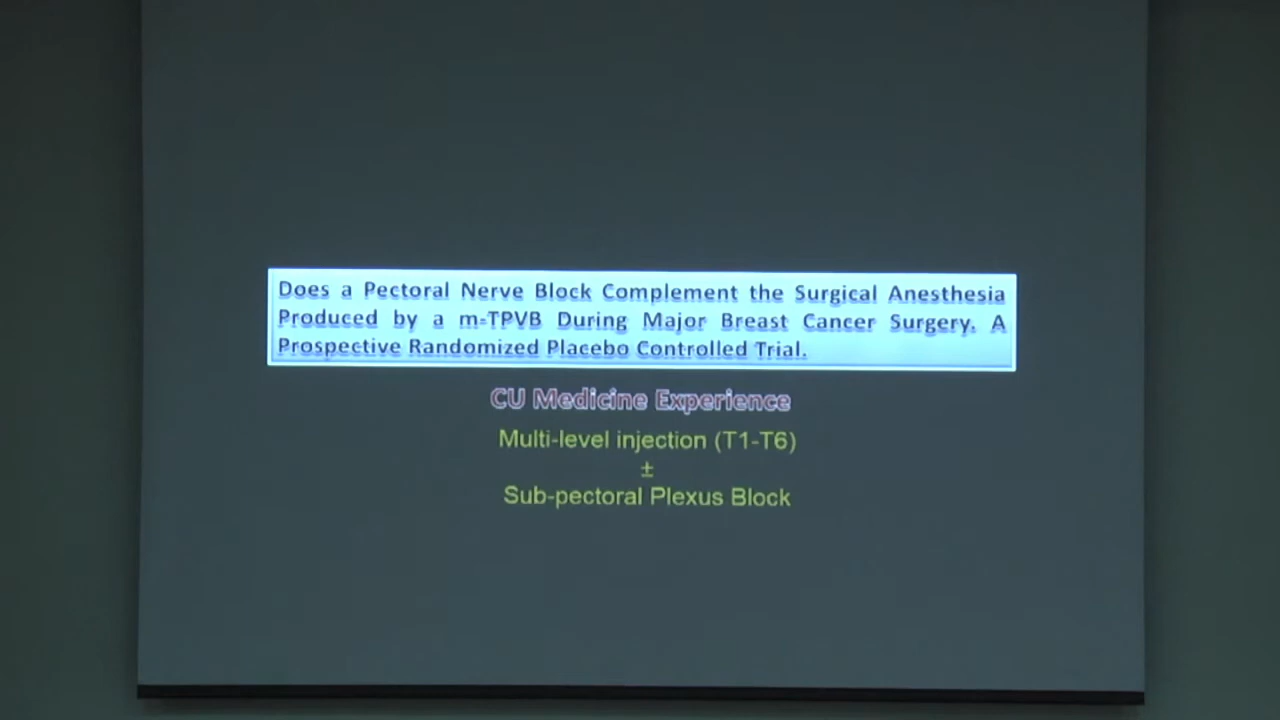 Does a Pectoral Nerve Block Complement the Surgical Anesthesia
Produced by a m-TPVB During Major Breast Cancer Surgery. A
Prospective Randomized Placebo Controlled Trial.
CU Medicine Experience
Multi-level injection (T1-T6)
±
Sub-pectoral Plexus Block